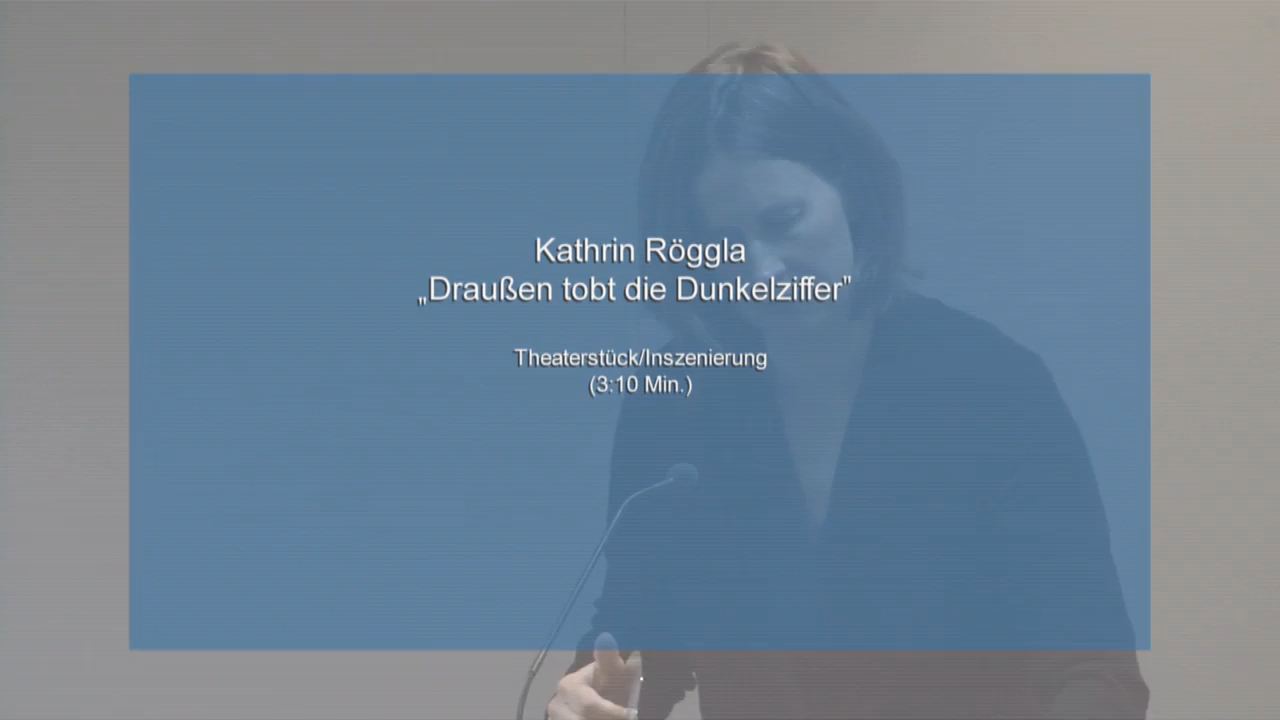 Kathrin Röggla
„Draußen tobt die Dunkelziffer"
Theaterstück/Inszenierung
(3:10 Min.)